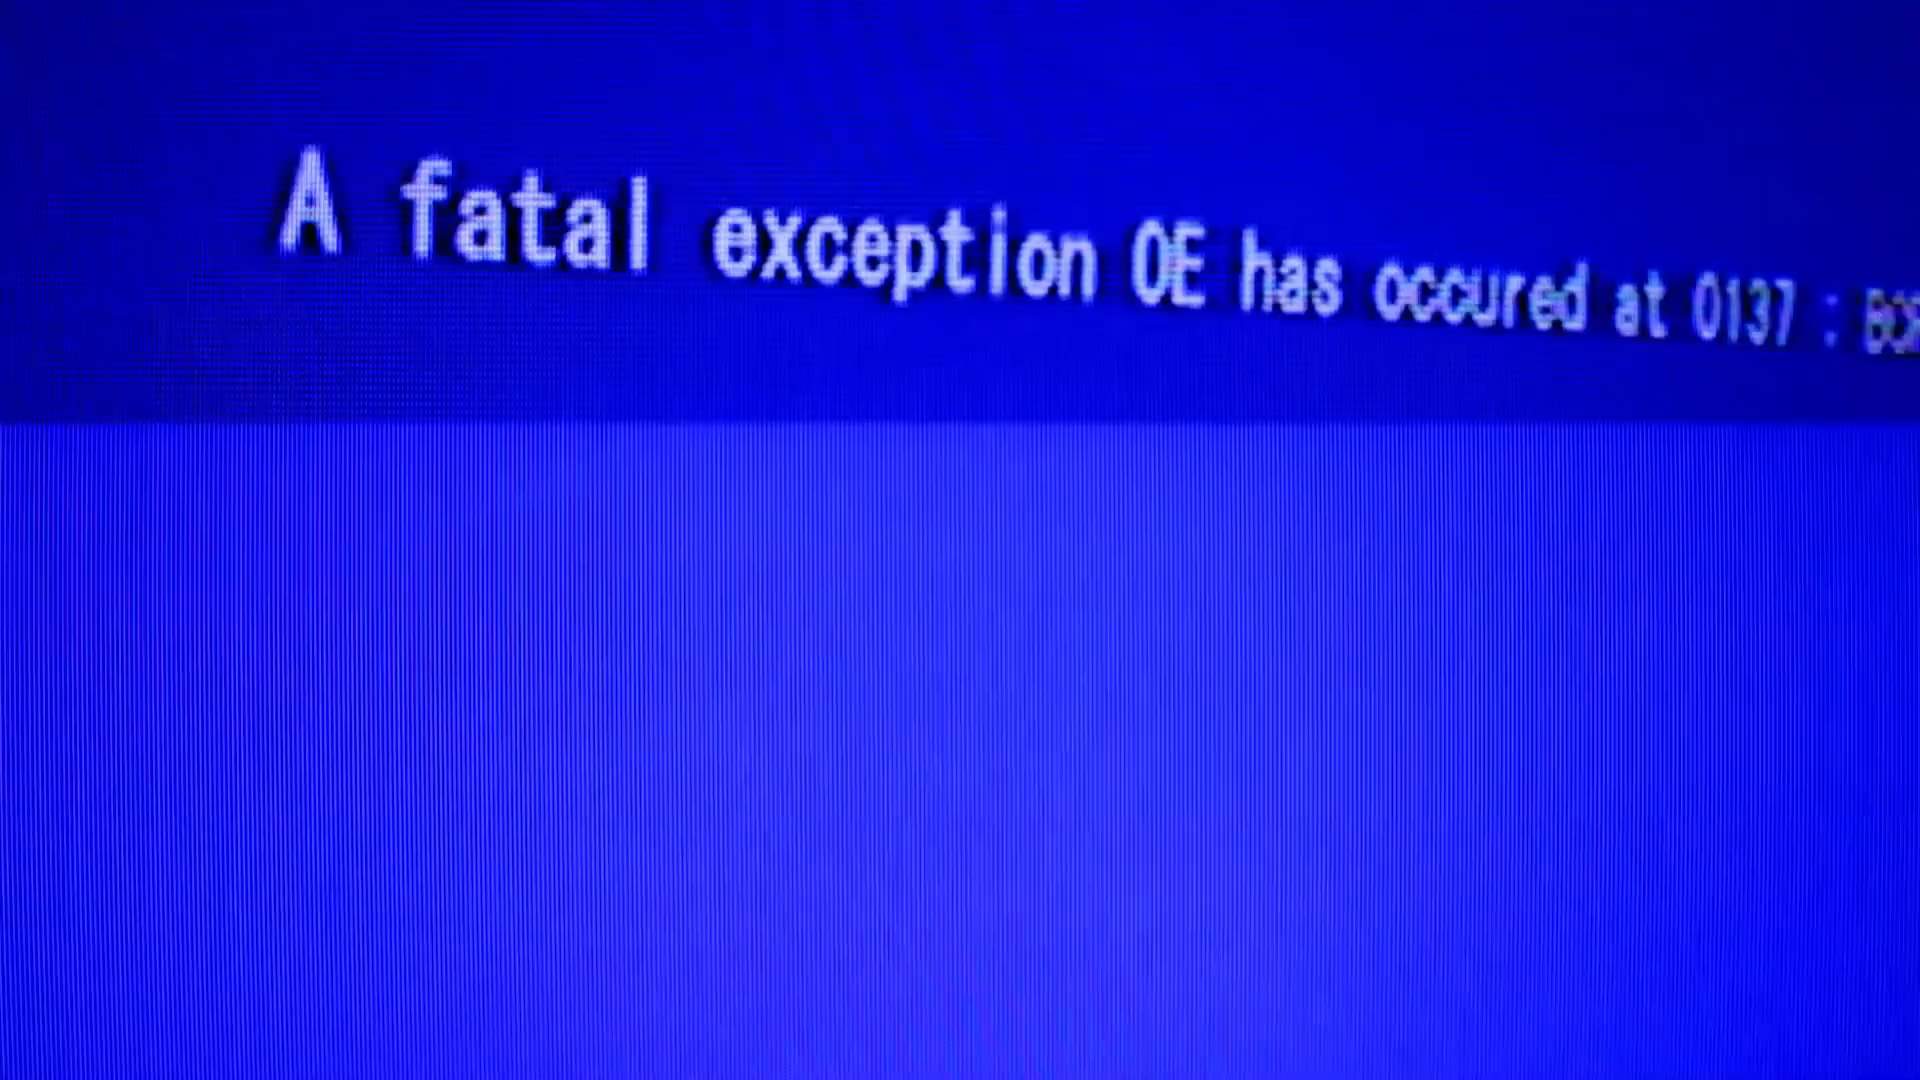 A fatal exception 0E has occured at 0137 :